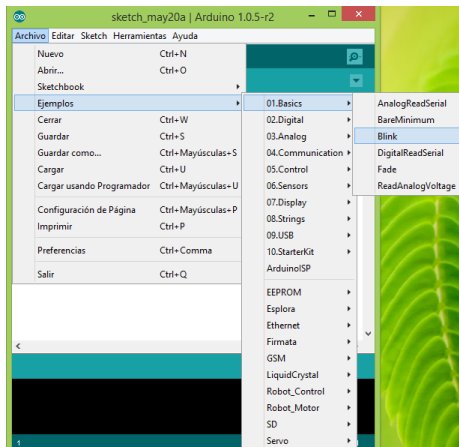 sketch_may20a | Arduino 1.0.5-r2
Archivo Editar Sketch Herramientas Ayuda
Nuevo Ctrl+N
Abrir... Ctrl+O
Sketchbook
Ejemplos
Cerrar Ctrl+W
Guardar Ctrl+S
Guardar como... Ctrl+Mayúsculas+S
Cargar Ctrl+U
Cargar usando Programador Ctrl+Mayúsculas+U
Configuración de Página Ctrl+Mayúsculas+P
Imprimir Ctrl+P
Preferencias Ctrl+Comma
Salir Ctrl+Q
01.Basics
02.Digital
03.Analog
04.Communication
05.Control
06.Sensors
07.Display
08.Strings
09.USB
10.StarterKit
ArduinoISP
EEPROM
Esplora
Ethernet
Firmata
GSM
LiquidCrystal
Robot_Control
Robot_Motor
SD
Servo
AnalogReadSerial
BareMinimum
Blink
DigitalReadSerial
Fade
ReadAnalogVoltage
1